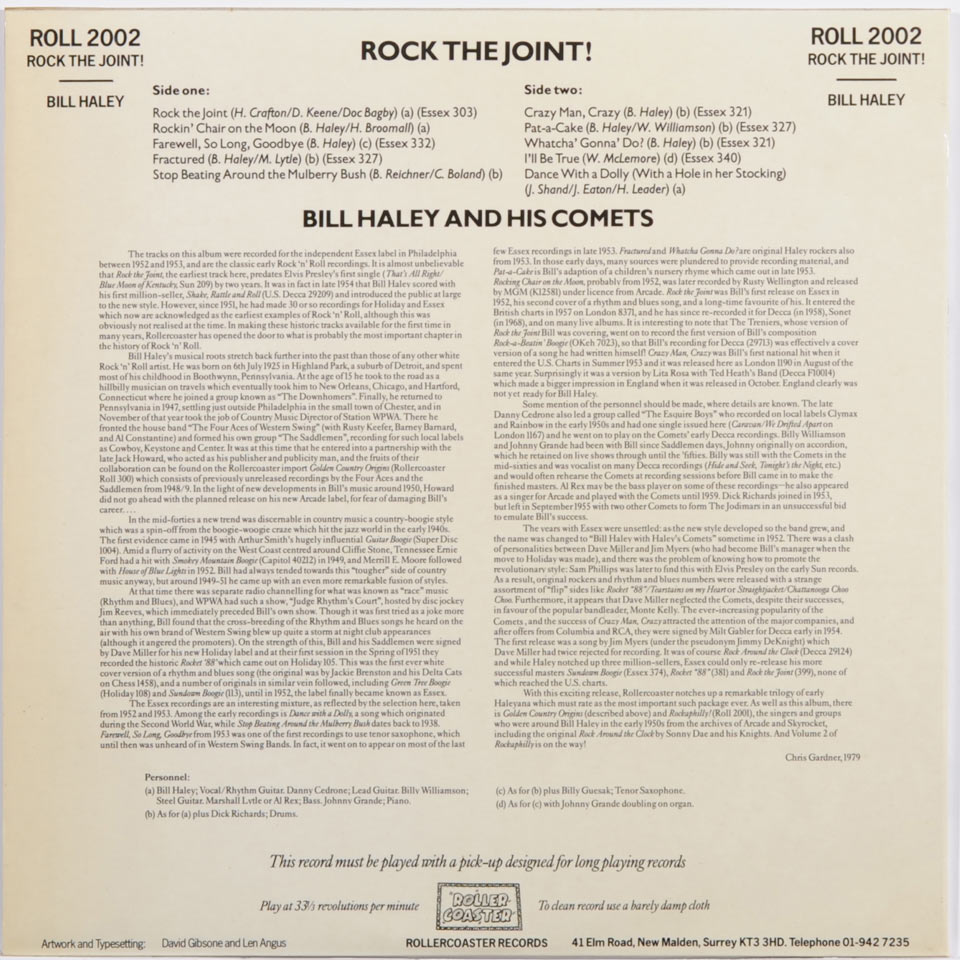 ROLL 2002
ROCK THE JOINT!
BILL HALEY
ROCK THE JOINT!
ROLL 2002
ROCK THE JOINT!
BILL HALEY
Side one:
Rock the Joint (H. Crafton/D. Keene/Doc Bagby) (a) (Essex 303)
Rockin' Chair on the Moon (B. Haley/H. Broomall) (a)
Farewell, So Long, Goodbye (B. Haley) (c) (Essex 332)
Fractured (B. Haley/M. Lytle) (b) (Essex 327)
Stop Beating Around the Mulberry Bush (B. Reichner/C. Boland) (b)
Side two:
Crazy Man, Crazy (B. Haley) (b) (Essex 321)
Pat-a-Cake (B. Haley/W. Williamson) (b) (Essex 327)
Whatcha' Gonna' Do? (B. Haley) (b) (Essex 321)
I'll Be True (W. McLemore) (d) (Essex 340)
Dance With a Dolly (With a Hole in her Stocking)
(J. Shand/J. Eaton/H. Leader) (a)
BILL HALEY AND HIS COMETS
The tracks on this album were recorded for the independent Essex label in Philadelphia
between 1952 and 1953, and are the classic early Rock 'n' Roll recordings. It is almost unbelievable
that Rock the Joint, the earliest track here, predates Elvis Presley's first single (That's All Right/
Blue Moon of Kentucky, Sun 209) by two years. It was in fact in late 1954 that Bill Haley scored with
his first million-seller, Shake, Rattle and Roll (U.S. Decca 29209) and introduced the public at large
to the new style. However, since 1951, he had made 30 or so recordings for Holiday and Essex
which now are acknowledged as the earliest examples of Rock 'n' Roll, although this was
obviously not realised at the time. In making these historic tracks available for the first time in
many years, Rollercoaster has opened the door to what is probably the most important chapter in
the history of Rock 'n' Roll.
Bill Haley's musical roots stretch back further into the past than those of any other white
Rock 'n' Roll artist. He was born on 6th July 1925 in Highland Park, a suburb of Detroit, and spent
most of his childhood in Boothwynn, Pennsylvania. At the age of 15 he took to the road as a
hillbilly musician on travels which eventually took him to New Orleans, Chicago, and Hartford,
Connecticut where he joined a group known as "The Downhomers". Finally, he returned to
Pennsylvania in 1947, settling just outside Philadelphia in the small town of Chester, and in
November of that year took the job of Country Music Director of Station WPWA. There he
fronted the house band "The Four Aces of Western Swing" (with Rusty Keefer, Barney Barnard,
and Al Constantine) and formed his own group "The Saddlemen", recording for such local labels
as Cowboy, Keystone and Center. It was at this time that he entered into a partnership with the
late Jack Howard, who acted as his publisher and publicity man, and the fruits of their
collaboration can be found on the Rollercoaster import Golden Country Origins (Rollercoaster
Roll 300) which consists of previously unreleased recordings by the Four Aces and the
Saddlemen from 1948/9. In the light of new developments in Bill's music around 1950, Howard
did not go ahead with the planned release on his new Arcade label, for fear of damaging Bill's
career....
In the mid-forties a new trend was discernable in country music a country-boogie style
which was a spin-off from the boogie-woogie craze which hit the jazz world in the early 1940s.
The first evidence came in 1945 with Arthur Smith's hugely influential Guitar Boogie (Super Disc
1004). Amid a flurry of activity on the West Coast centred around Cliffie Stone, Tennessee Ernie
Ford had a hit with Smokey Mountain Boogie (Capitol 40212) in 1949, and Merrill E. Moore followed
with House of Blue Lights in 1952. Bill had always tended towards this "tougher" side of country
music anyway, but around 1949-51 he came up with an even more remarkable fusion of styles.
At that time there was separate radio channelling for what was known as "race" music
(Rhythm and Blues), and WPWA had such a show, "Judge Rhythm's Court", hosted by disc jockey
Jim Reeves, which immediately preceded Bill's own show. Though it was first tried as a joke more
than anything, Bill found that the cross-breeding of the Rhythm and Blues songs he heard on the
air with his own brand of Western Swing blew up quite a storm at night club appearances
(although it angered the promoters). On the strength of this, Bill and his Saddlemen were signed
by Dave Miller for his new Holiday label and at their first session in the Spring of 1951 they
recorded the historic Rocket '88' which came out on Holiday 105. This was the first ever white
cover version of a rhythm and blues song (the original was by Jackie Brenston and his Delta Cats
on Chess 1458), and a number of originals in similar vein followed, including Green Tree Boogie
(Holiday 108) and Sundown Boogie (113), until in 1952, the label finally became known as Essex.
The Essex recordings are an interesting mixture, as reflected by the selection here, taken
from 1952 and 1953. Among the early recordings is Dance with a Dolly, a song which originated
during the Second World War, while Stop Beating Around the Mulberry Bush dates back to 1938.
Farewell, So Long, Goodbye from 1953 was one of the first recordings to use tenor saxophone, which
until then was unheard of in Western Swing Bands. In fact, it went on to appear on most of the last
few Essex recordings in late 1953. Fractured and Whatcha Gonna Do? are original Haley rockers also
from 1953. In those early days, many sources were plundered to provide recording material, and
Pat-a-Cake is Bill's adaption of a children's nursery rhyme which came out in late 1953.
Rocking Chair on the Moon, probably from 1952, was later recorded by Rusty Wellington and released
by MGM (K12581) under licence from Arcade. Rock the Joint was Bill's first release on Essex in
1952, his second cover of a rhythm and blues song, and a long-time favourite of his. It entered the
British charts in 1957 on London 8371, and he has since re-recorded it for Decca (in 1958), Sonet
(in 1968), and on many live albums. It is interesting to note that The Treniers, whose version of
Rock the Joint Bill was covering, went on to record the first version of Bill's composition
Rock-a-Beatin' Boogie (OKeh 7023), so that Bill's recording for Decca (29713) was effectively a cover
version of a song he had written himself! Crazy Man, Crazy was Bill's first national hit when it
entered the U.S. Charts in Summer 1953 and it was released here as London 1190 in August of the
same year. Surprisingly it was a version by Lita Rosa with Ted Heath's Band (Decca F10014)
which made a bigger impression in England when it was released in October. England clearly was
not yet ready for Bill Haley.
Some mention of the personnel should be made, where details are known. The late
Danny Cedrone also led a group called "The Esquire Boys" who recorded on local labels Clymax
and Rainbow in the early 1950s and had one single issued here (Caravan/We Drifted Apart on
London 1167) and he went on to play on the Comets' early Decca recordings. Billy Williamson
and Johnny Grande had been with Bill since Saddlemen days, Johnny originally on accordion,
which he retained on live shows through until the 'fifties. Billy was still with the Comets in the
mid-sixties and was vocalist on many Decca recordings (Hide and Seek, Tonight's the Night, etc.)
and would often rehearse the Comets at recording sessions before Bill came in to make the
finished masters. Al Rex may be the bass player on some of these recordings—he also appeared
as a singer for Arcade and played with the Comets until 1959. Dick Richards joined in 1953,
but left in September 1955 with two other Comets to form The Jodimars in an unsuccessful bid
to emulate Bill's success.
The years with Essex were unsettled: as the new style developed so the band grew, and
the name was changed to "Bill Haley with Haley's Comets" sometime in 1952. There was a clash
of personalities between Dave Miller and Jim Myers (who had become Bill's manager when the
move to Holiday was made), and there was the problem of knowing how to promote the
revolutionary style: Sam Phillips was later to find this with Elvis Presley on the early Sun records.
As a result, original rockers and rhythm and blues numbers were released with a strange
assortment of "flip" sides like Rocket "88"/Tearstains on my Heart or Straightjacket/Chattanooga Choo
Choo. Furthermore, it appears that Dave Miller neglected the Comets, despite their successes,
in favour of the popular bandleader, Monte Kelly. The ever-increasing popularity of the
Comets, and the success of Crazy Man, Crazy attracted the attention of the major companies, and
after offers from Columbia and RCA, they were signed by Milt Gabler for Decca early in 1954.
The first release was a song by Jim Myers (under the pseudonym Jimmy DeKnight) which
Dave Miller had twice rejected for recording. It was of course Rock Around the Clock (Decca 29124)
and while Haley notched up three million-sellers, Essex could only re-release his more
successful masters Sundown Boogie (Essex 374), Rocket "88" (381) and Rock the Joint (399), none of
which reached the U.S. charts.
With this exciting release, Rollercoaster notches up a remarkable trilogy of early
Haleyana which must rate as the most important such package ever. As well as this album, there
is Golden Country Origins (described above) and Rockaphilly! (Roll 2001), the singers and groups
who were around Bill Haley in the early 1950s from the archives of Arcade and Skyrocket,
including the original Rock Around the Clock by Sonny Dae and his Knights. And Volume 2 of
Rockaphilly is on the way!
Chris Gardner, 1979
Personnel:
(a) Bill Haley; Vocal/Rhythm Guitar. Danny Cedrone; Lead Guitar. Billy Williamson;
Steel Guitar. Marshall Lytle or Al Rex; Bass. Johnny Grande; Piano.
(b) As for (a) plus Dick Richards; Drums.
(c) As for (b) plus Billy Guesak; Tenor Saxophone.
(d) As for (c) with Johnny Grande doubling on organ.
This record must be played with a pick-up designed for long playing records
Play at 33⅓ revolutions per minute
ROLLER
COASTER
To clean record use a barely damp cloth
Artwork and Typesetting: David Gibsone and Len Angus
ROLLERCOASTER RECORDS 41 Elm Road, New Malden, Surrey KT3 3HD. Telephone 01-942 7235